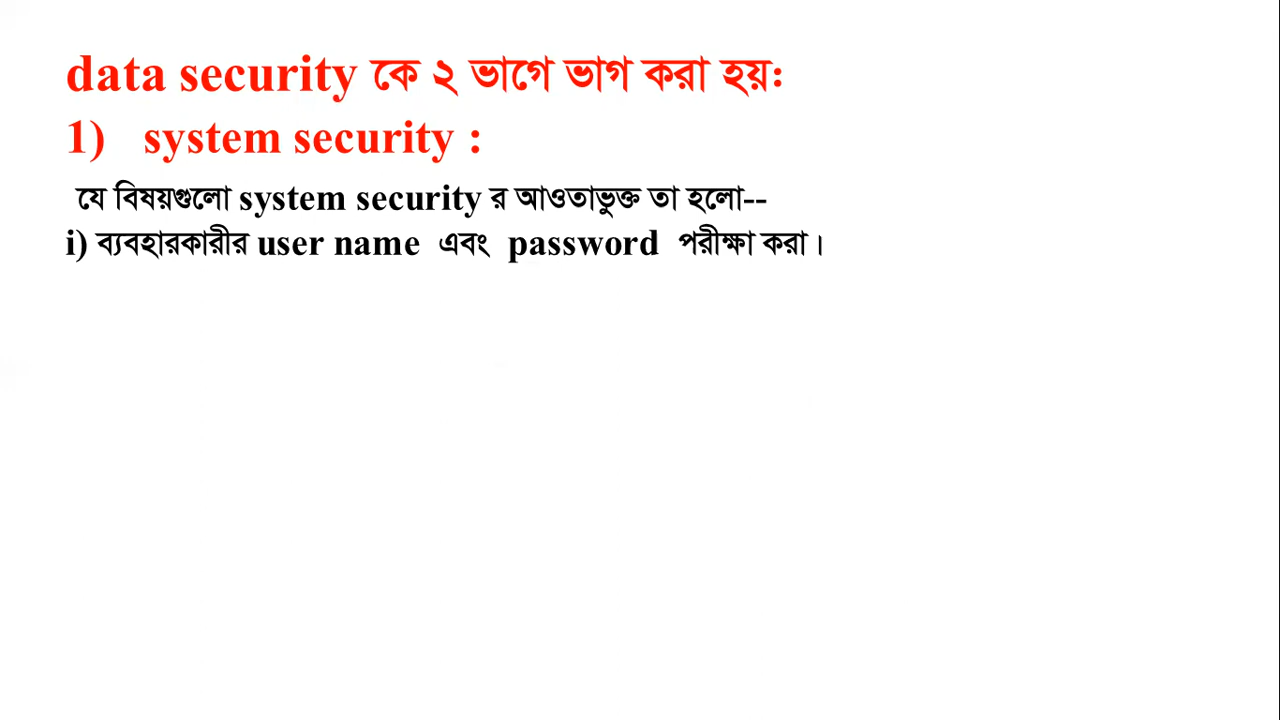 data security কে ২ ভাগে ভাগ করা হয়ঃ
1) system security :
যে বিষয়গুলো system security র আওতাভুক্ত তা হলো--
i) ব্যবহারকারীর user name এবং password পরীক্ষা করা।